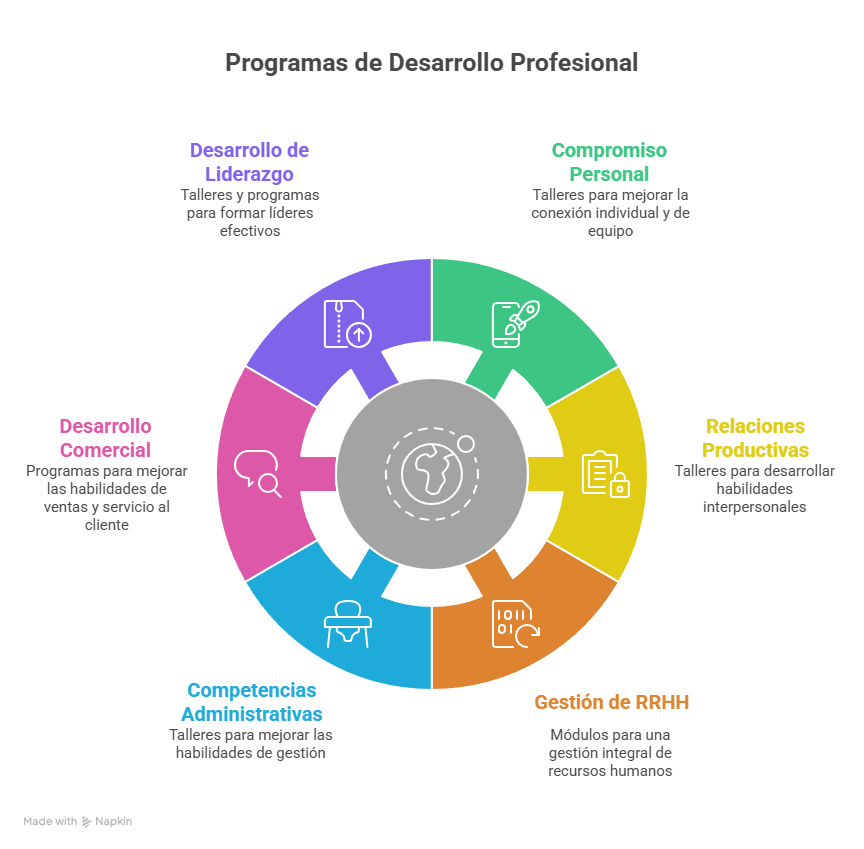 Programas de Desarrollo Profesional
Desarrollo de
Liderazgo
Talleres y programas
para formar líderes
efectivos
Compromiso
Personal
Talleres para mejorar la
conexión individual y de
equipo
Desarrollo
Comercial
Programas para mejorar
las habilidades de
ventas y servicio al
cliente
Relaciones
Productivas
Talleres para desarrollar
habilidades
interpersonales
Competencias
Administrativas
Talleres para mejorar las
habilidades de gestión
Gestión de RRHH
Módulos para una
gestión integral de
recursos humanos
Made with Napkin